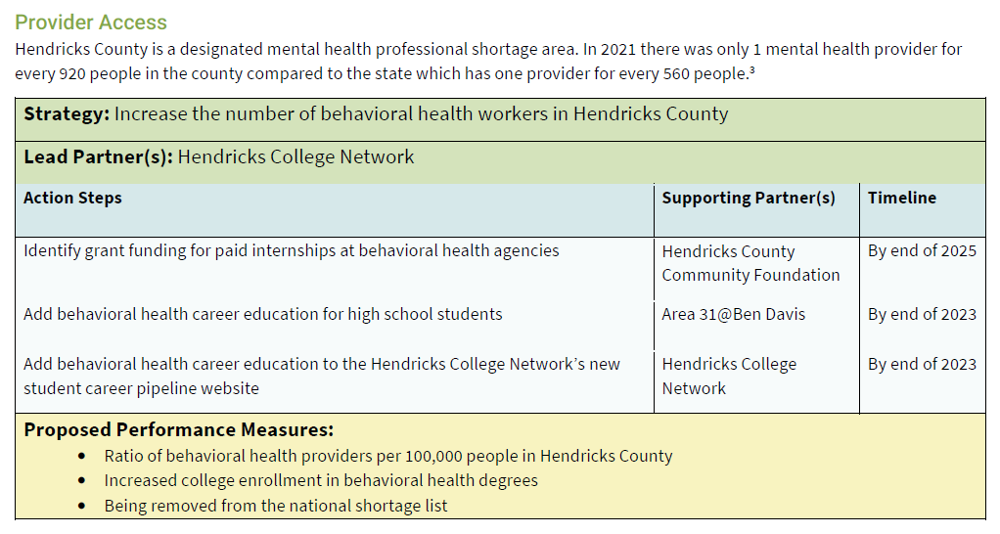 Provider Access
Hendricks County is a designated mental health professional shortage area. In 2021 there was only 1 mental health provider for
every 920 people in the county compared to the state which has one provider for every 560 people.³
Strategy: Increase the number of behavioral health workers in Hendricks County
Lead Partner(s): Hendricks College Network
Action Steps Supporting Partner(s) Timeline
Identify grant funding for paid internships at behavioral health agencies Hendricks County By end of 2025
Community Foundation
Add behavioral health career education for high school students Area 31@Ben Davis By end of 2023
Add behavioral health career education to the Hendricks College Network’s new Hendricks College By end of 2023
student career pipeline website Network
Proposed Performance Measures:
• Ratio of behavioral health providers per 100,000 people in Hendricks County
• Increased college enrollment in behavioral health degrees
• Being removed from the national shortage list